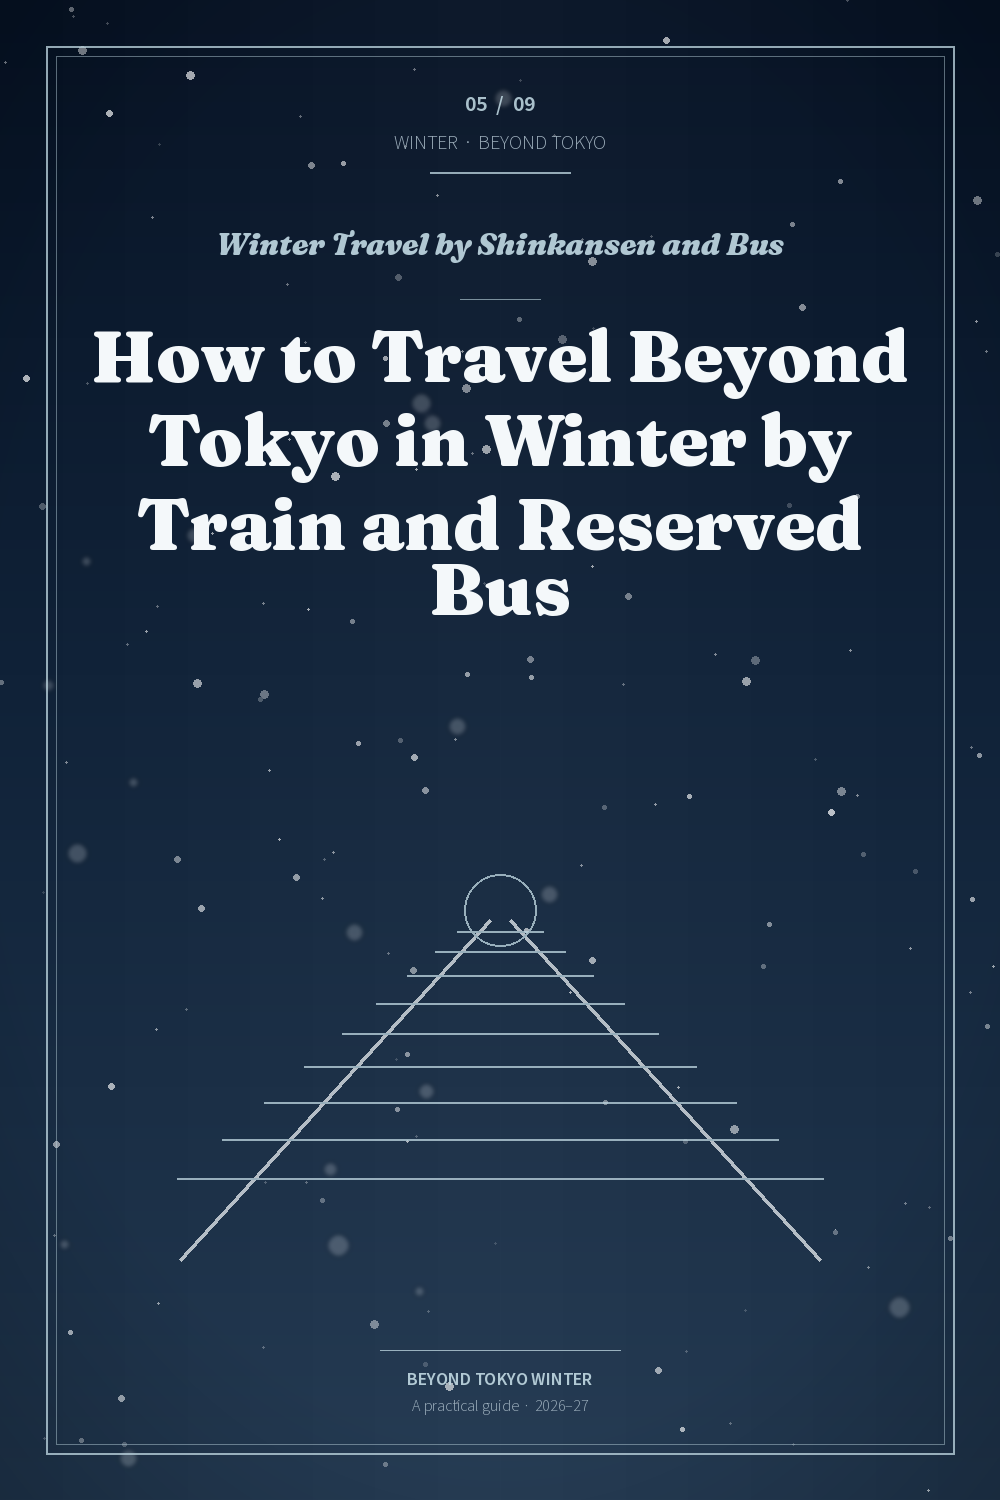 05 / 09
WINTER · BEYOND TOKYO
Winter Travel by Shinkansen and Bus
How to Travel Beyond
Tokyo in Winter by
Train and Reserved
Bus
BEYOND TOKYO WINTER
A practical guide · 2026–27